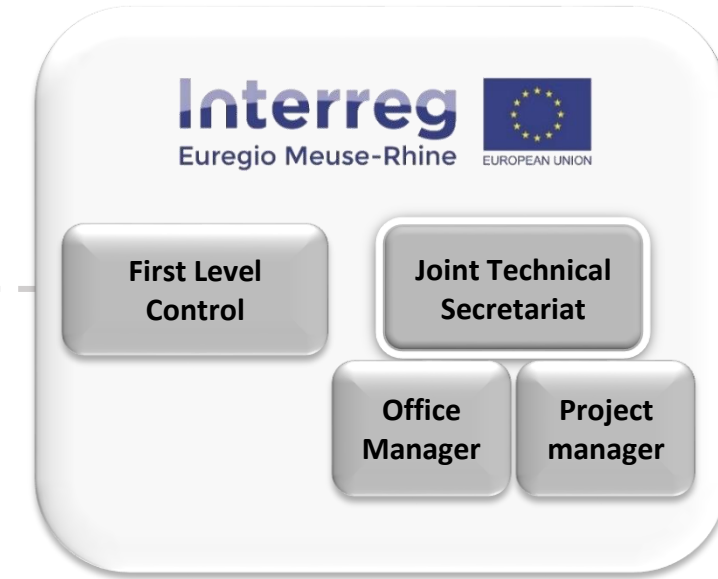 Interreg
Euregio Meuse-Rhine
EUROPEAN UNION
First Level
Control
Joint Technical
Secretariat
Office
Manager
Project
manager